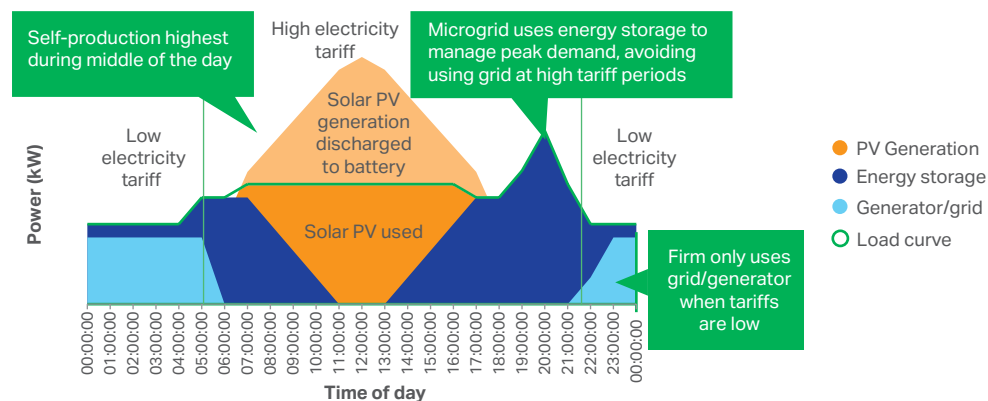 Self-production highest
during middle of the day
High electricity
tariff
Microgrid uses energy storage to
manage peak demand, avoiding
using grid at high tariff periods
Low
electricity
tariff
Solar PV
generation
discharged
to battery
Low
electricity
tariff
Solar PV used
Power (kW)
PV Generation
Energy storage
Generator/grid
Load curve
Firm only uses
grid/generator
when tariffs
are low
00:00:00
01:00:00
02:00:00
03:00:00
04:00:00
05:00:00
06:00:00
07:00:00
08:00:00
09:00:00
10:00:00
11:00:00
12:00:00
13:00:00
14:00:00
15:00:00
16:00:00
17:00:00
18:00:00
19:00:00
20:00:00
21:00:00
22:00:00
23:00:00
00:00:00
Time of day